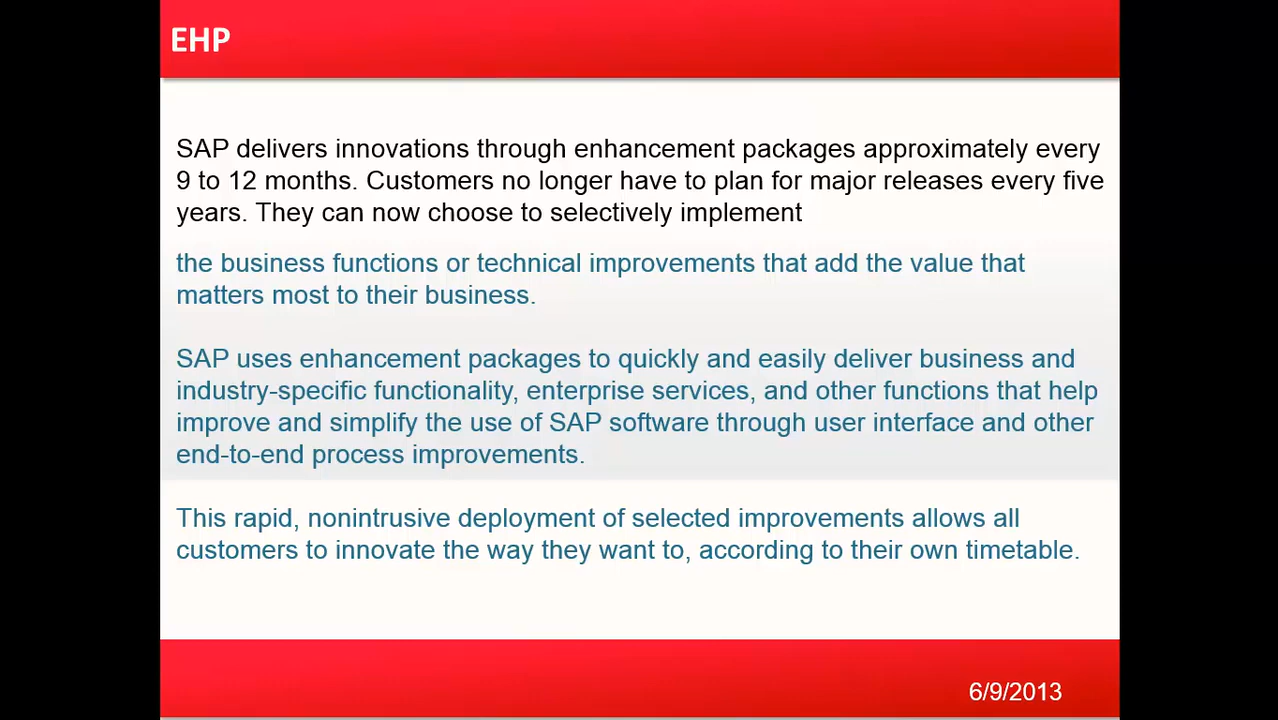 EHP
SAP delivers innovations through enhancement packages approximately every
9 to 12 months. Customers no longer have to plan for major releases every five
years. They can now choose to selectively implement
the business functions or technical improvements that add the value that
matters most to their business.
SAP uses enhancement packages to quickly and easily deliver business and
industry-specific functionality, enterprise services, and other functions that help
improve and simplify the use of SAP software through user interface and other
end-to-end process improvements.
This rapid, nonintrusive deployment of selected improvements allows all
customers to innovate the way they want to, according to their own timetable.
6/9/2013